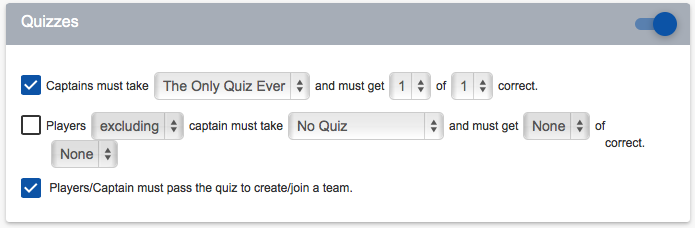 Quizzes
Captains must take The Only Quiz Ever and must get 1 of 1 correct.
Players excluding captain must take No Quiz and must get None of
correct.
None
Players/Captain must pass the quiz to create/join a team.